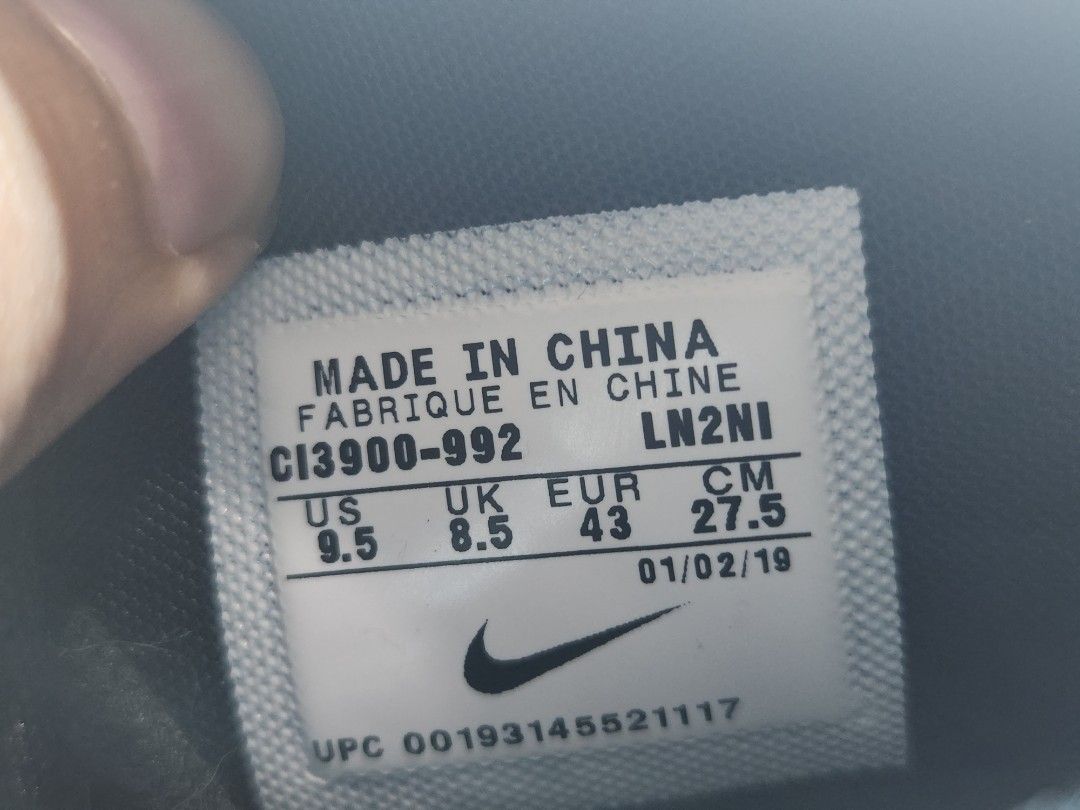 MADE IN CHINA
FABRIQUE EN CHINE
CI3900-992 LN2NI
US UK EUR CM
9.5 8.5 43 27.5
01/02/19
UPC 00193145521117